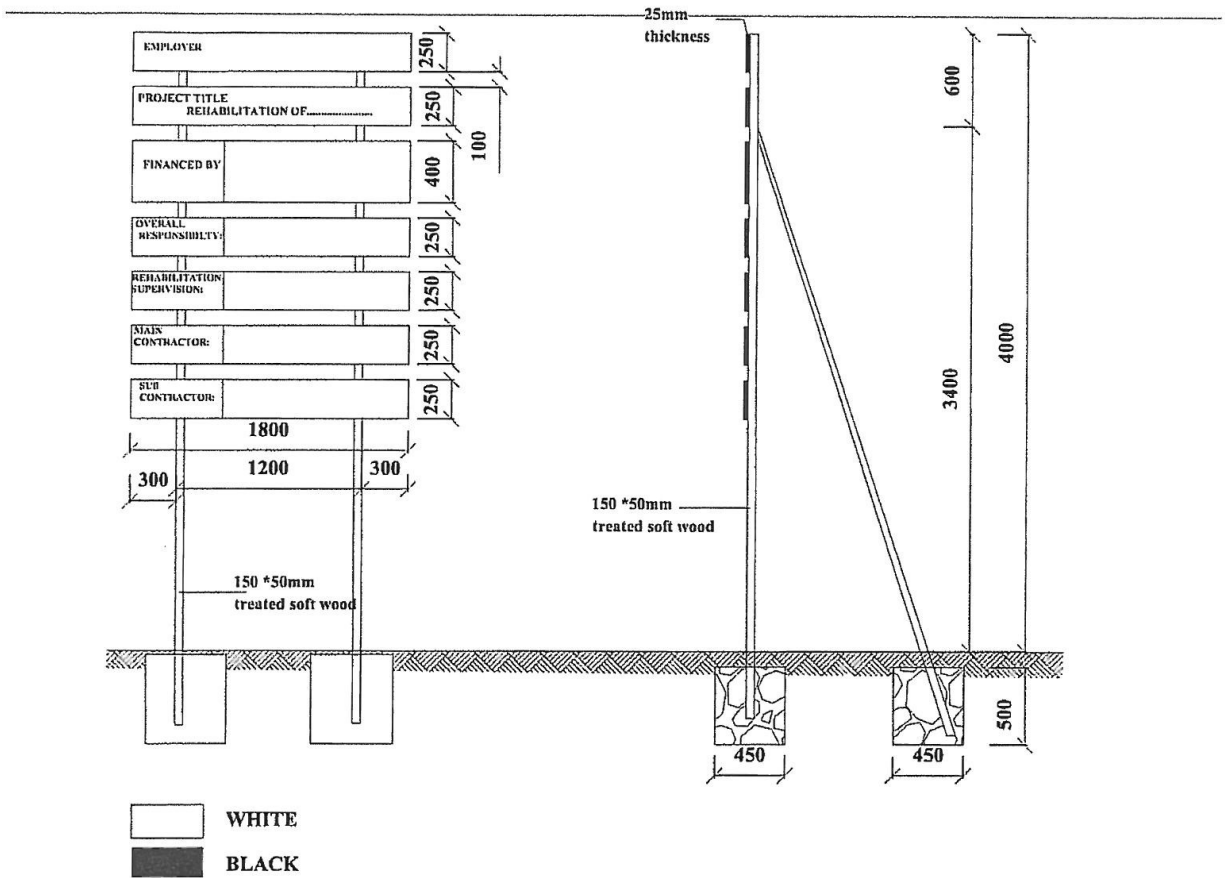 EMPLOYER
PROJECT TITLE
REHABILITATION OF......................
FINANCED BY
OVERALL
RESPONSIBILTY:
REHABILITATION
SUPERVISION:
MAIN
CONTRACTOR:
SUB
CONTRACTOR:
250
250
100
400
250
250
250
250
1800
300
1200
300
150 *50mm
treated soft wood
25mm
thickness
600
3400
4000
150 *50mm
treated soft wood
500
450
450
WHITE
BLACK